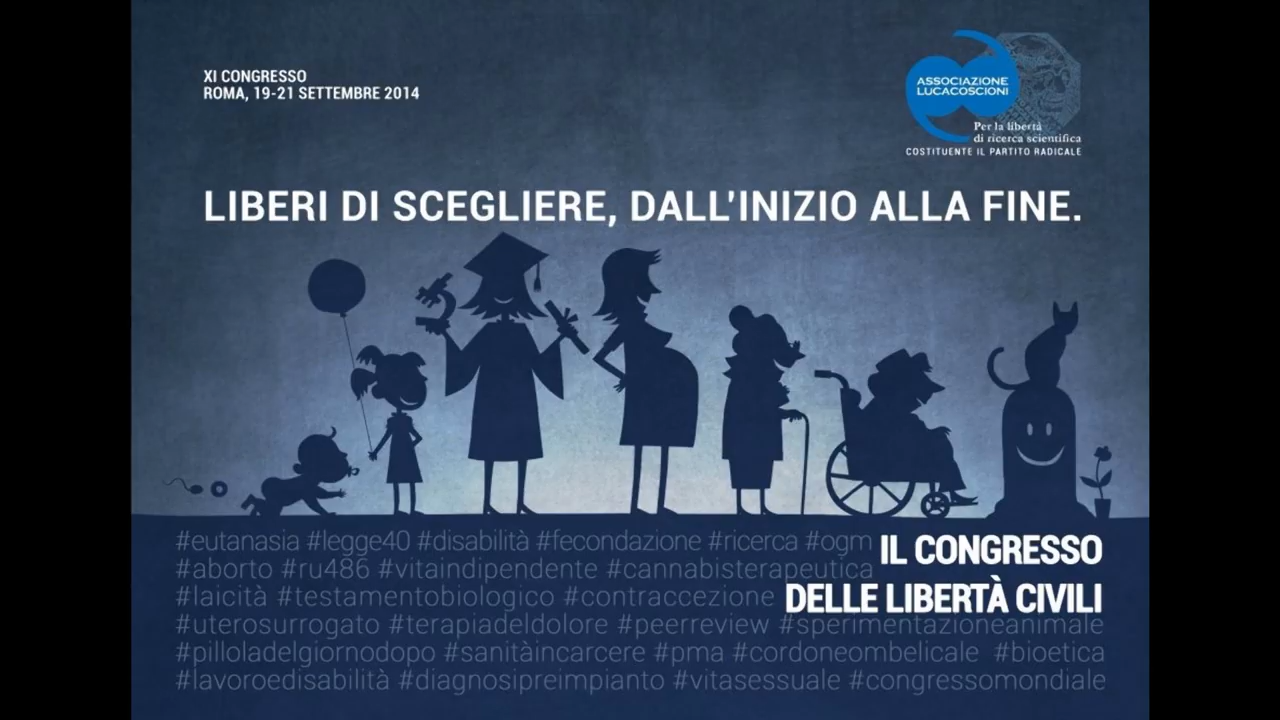 XI CONGRESSO
ROMA, 19-21 SETTEMBRE 2014
ASSOCIAZIONE
LUCACOSCIONI
Per la libertà
di ricerca scientifica
COSTITUENTE IL PARTITO RADICALE
LIBERI DI SCEGLIERE, DALL'INIZIO ALLA FINE.
#eutanasia #legge40 #disabilità #fecondazione #ricerca #ogm
#aborto #ru486 #vitaindipendente #cannabisterapeutica
#laicità #testamentobiologico #contraccezione
#uterosurrogato #terapiadeldolore #peerreview #sperimentazioneanimale
#pilloladelgiornodopo #sanitàincarcere #pma #cordoneombelicale #bioetica
#lavoroedisabilità #diagnosipreimpianto #vitasessuale #congressomondiale
IL CONGRESSO
DELLE LIBERTÀ CIVILI